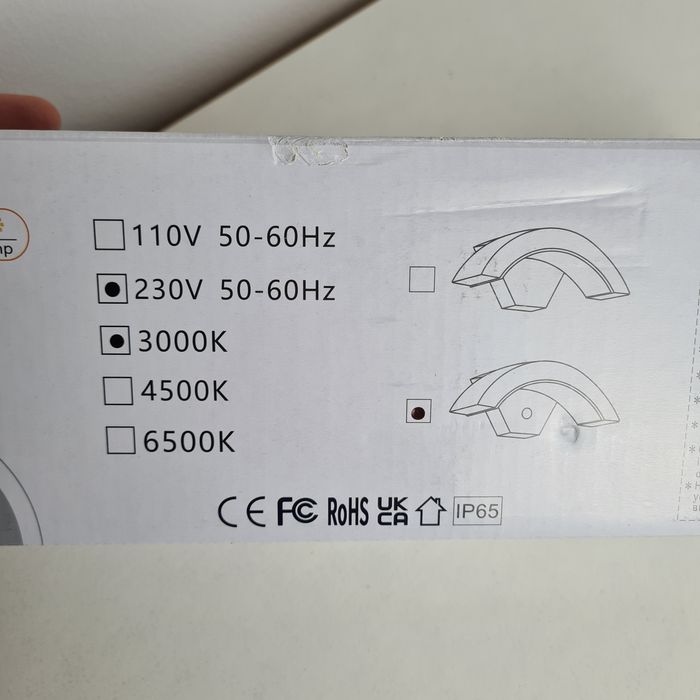 110V 50-60Hz
230V 50-60Hz
3000K
4500K
6500K
CE FC RoHS UK CA IP65